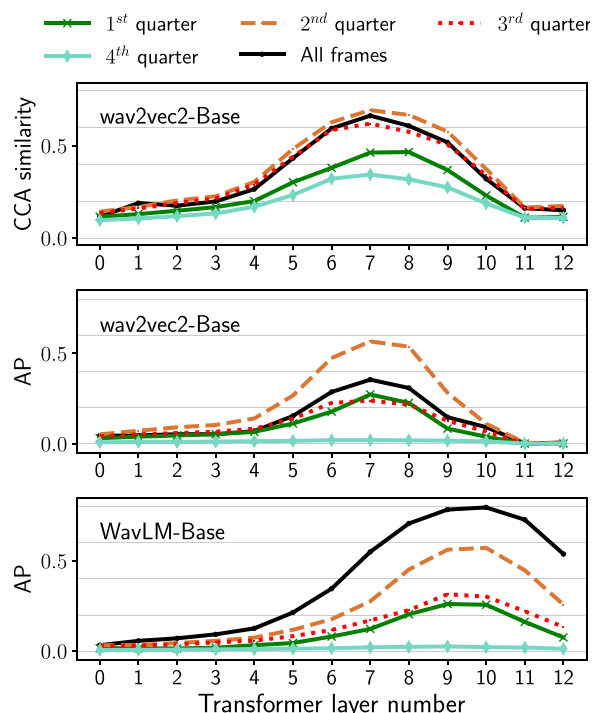 1st quarter 2nd quarter 3rd quarter
4th quarter All frames
wav2vec2-Base
CCA similarity
0.5
0.0
0 1 2 3 4 5 6 7 8 9 10 11 12
wav2vec2-Base
AP
0.5
0.0
0 1 2 3 4 5 6 7 8 9 10 11 12
WavLM-Base
AP
0.5
0.0
0 1 2 3 4 5 6 7 8 9 10 11 12
Transformer layer number